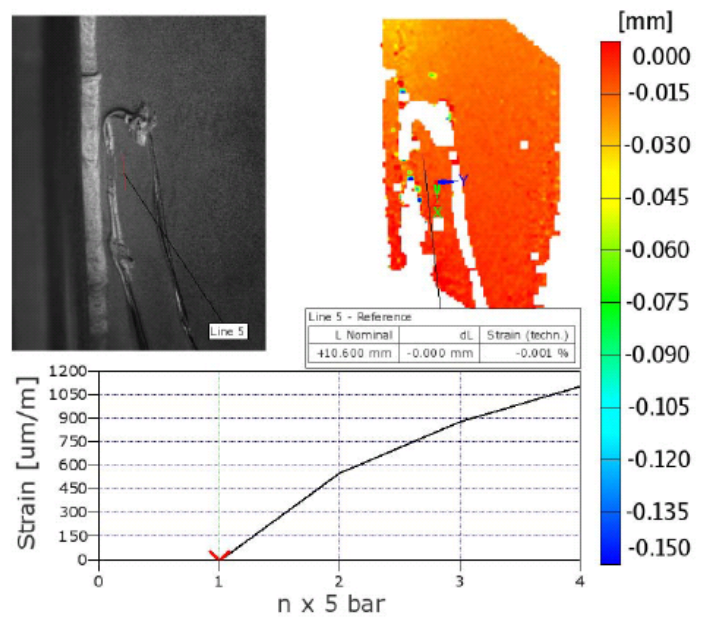 [mm]
0.000
-0.015
-0.030
-0.045
-0.060
-0.075
-0.090
-0.105
-0.120
-0.135
-0.150
Y
X
Line 5
Line 5 - Reference
L Nominal dL Strain (techn.)
+10.600 mm -0.000 mm -0.001 %
Strain [um/m]
1200
1050
900
750
600
450
300
150
0
0 1 2 3 4
n x 5 bar